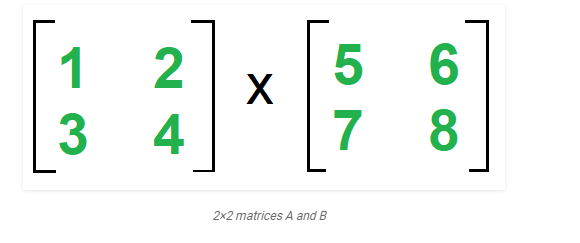 1 2 x 5 6
3 4 7 8
2×2 matrices A and B